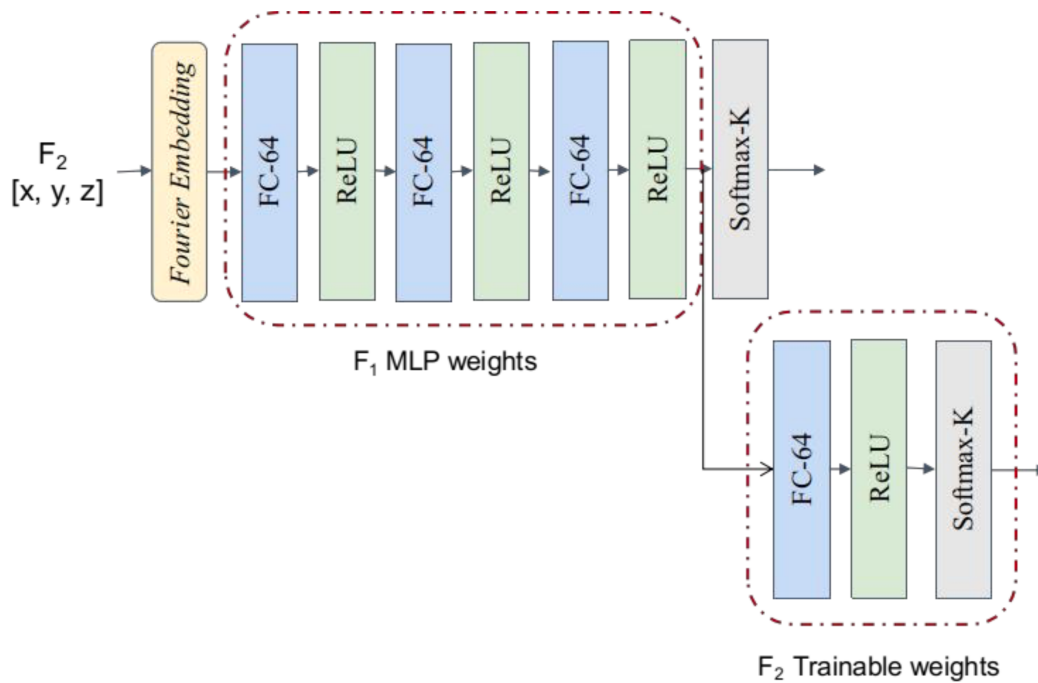 F₂
[x, y, z]
Fourier Embedding
FC-64
ReLU
FC-64
ReLU
FC-64
ReLU
Softmax-K
F₁ MLP weights
FC-64
ReLU
Softmax-K
F₂ Trainable weights